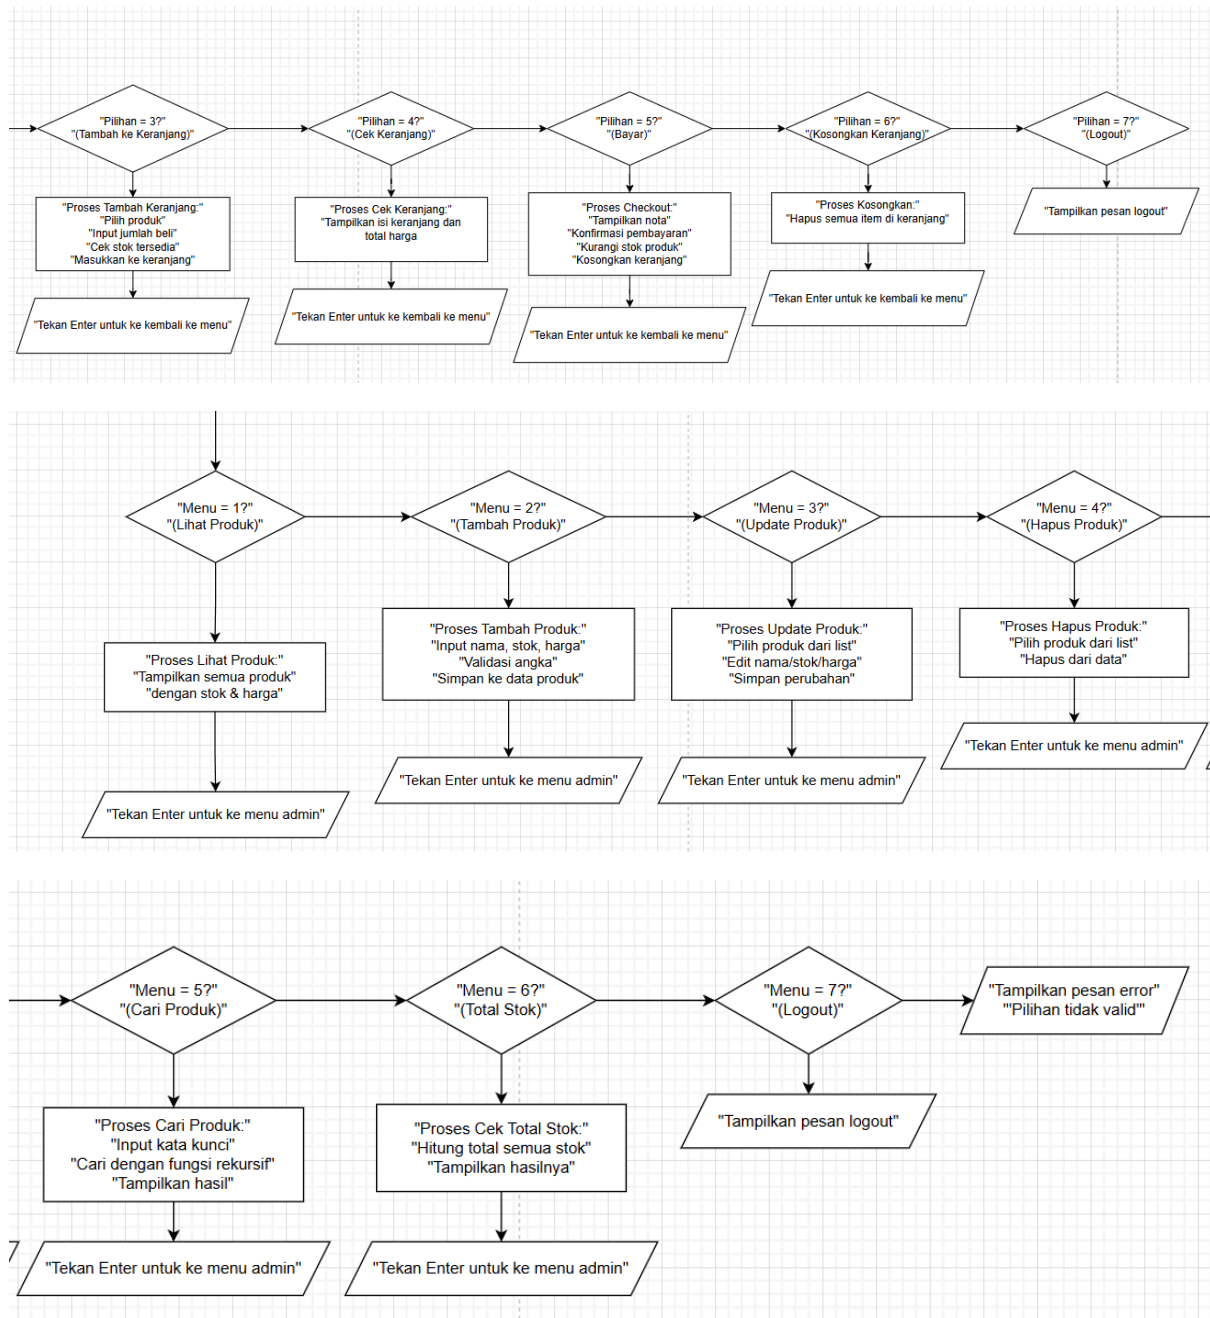 "Pilihan = 3?"
"(Tambah ke Keranjang)"
"Pilihan = 4?"
"(Cek Keranjang)"
"Pilihan = 5?"
"(Bayar)"
"Pilihan = 6?"
"(Kosongkan Keranjang)"
"Pilihan = 7?"
"(Logout)"
"Proses Tambah Keranjang:"
"Pilih produk"
"Input jumlah beli"
"Cek stok tersedia"
"Masukkan ke keranjang"
"Proses Cek Keranjang:"
"Tampilkan isi keranjang dan
total harga
"Proses Checkout:"
"Tampilkan nota"
"Konfirmasi pembayaran"
"Kurangi stok produk"
"Kosongkan keranjang"
"Proses Kosongkan:"
"Hapus semua item di keranjang"
"Tampilkan pesan logout"
"Tekan Enter untuk ke kembali ke menu"
"Tekan Enter untuk ke kembali ke menu"
"Tekan Enter untuk ke kembali ke menu"
"Tekan Enter untuk ke kembali ke menu"
"Menu = 1?"
"(Lihat Produk)"
"Menu = 2?"
"(Tambah Produk)"
"Menu = 3?"
"(Update Produk)"
"Menu = 4?"
"(Hapus Produk)"
"Proses Lihat Produk:"
"Tampilkan semua produk"
"dengan stok & harga"
"Proses Tambah Produk:"
"Input nama, stok, harga"
"Validasi angka"
"Simpan ke data produk"
"Proses Update Produk:"
"Pilih produk dari list"
"Edit nama/stok/harga"
"Simpan perubahan"
"Proses Hapus Produk:"
"Pilih produk dari list"
"Hapus dari data"
"Tekan Enter untuk ke menu admin"
"Tekan Enter untuk ke menu admin"
"Tekan Enter untuk ke menu admin"
"Tekan Enter untuk ke menu admin"
"Menu = 5?"
"(Cari Produk)"
"Menu = 6?"
"(Total Stok)"
"Menu = 7?"
"(Logout)"
"Tampilkan pesan error"
"'Pilihan tidak valid'"
"Proses Cari Produk:"
"Input kata kunci"
"Cari dengan fungsi rekursif"
"Tampilkan hasil"
"Proses Cek Total Stok:"
"Hitung total semua stok"
"Tampilkan hasilnya"
"Tampilkan pesan logout"
"Tekan Enter untuk ke menu admin"
"Tekan Enter untuk ke menu admin"